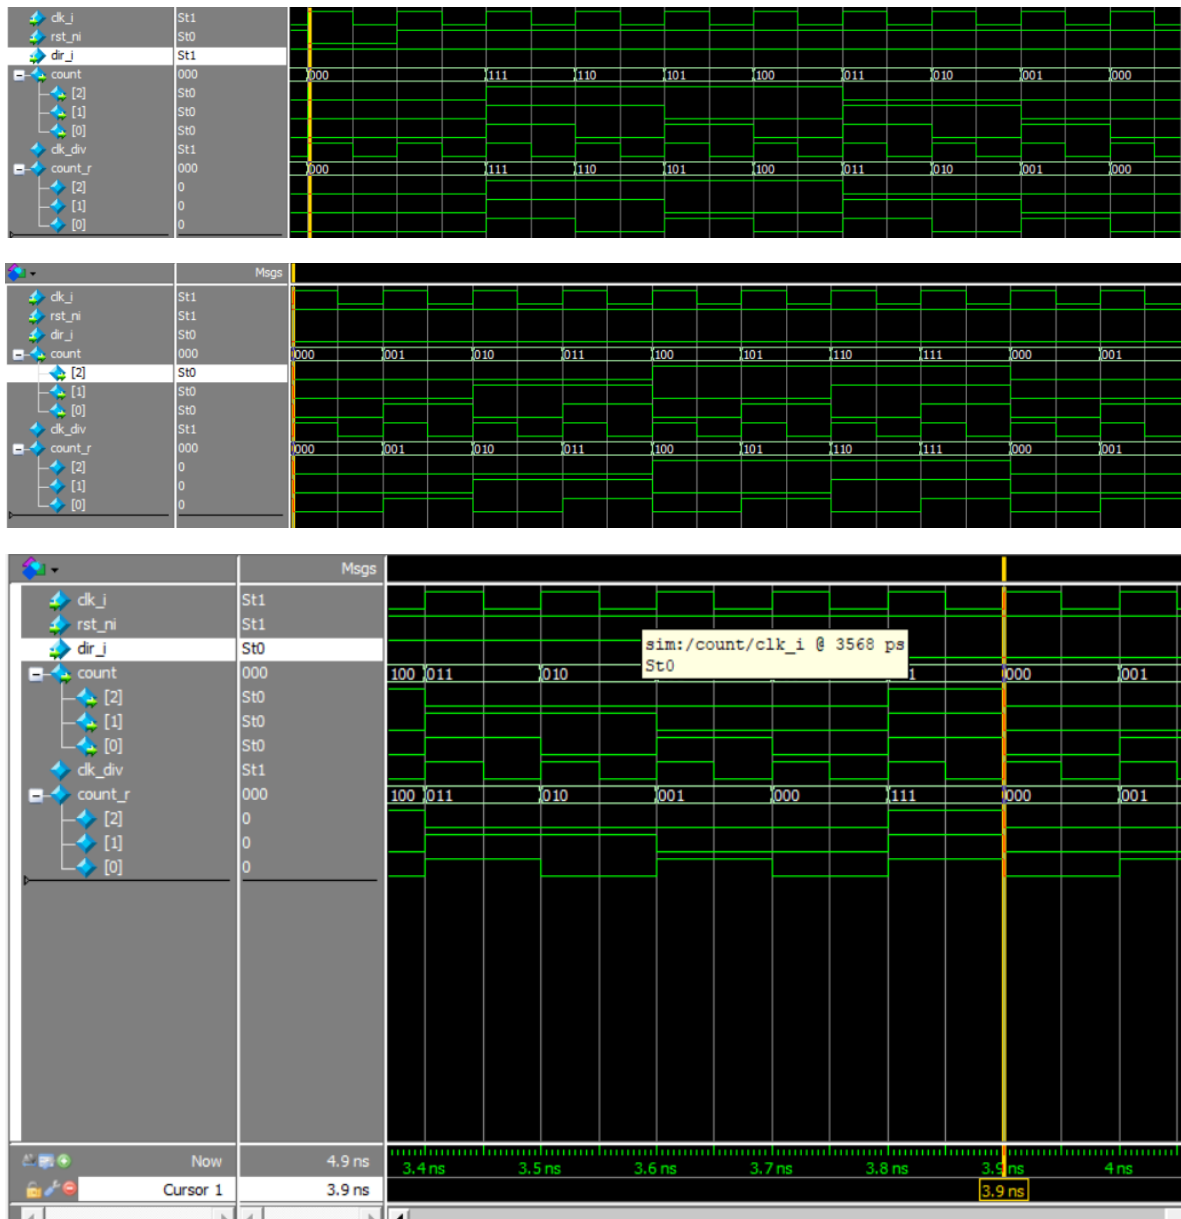 clk_i St1
rst_ni St0
dir_i St1
count 000 000 111 110 101 100 011 010 001 000
[2] St0
[1] St0
[0] St0
clk_div St1
count_r 000 000 111 110 101 100 011 010 001 000
[2] 0
[1] 0
[0] 0
Msgs
clk_i St1
rst_ni St1
dir_i St0
count 000 000 001 010 011 100 101 110 111 000 001
[2] St0
[1] St0
[0] St0
clk_div St1
count_r 000 000 001 010 011 100 101 110 111 000 001
[2] 0
[1] 0
[0] 0
Msgs
clk_i St1
rst_ni St1
dir_i St0
sim:/count/clk_i @ 3568 ps
St0
count 000 100 011 010 1 000 001
[2] St0
[1] St0
[0] St0
clk_div St1
count_r 000 100 011 010 001 000 111 000 001
[2] 0
[1] 0
[0] 0
Now 4.9 ns 3.4 ns 3.5 ns 3.6 ns 3.7 ns 3.8 ns 3.9 ns 4 ns
Cursor 1 3.9 ns 3.9 ns